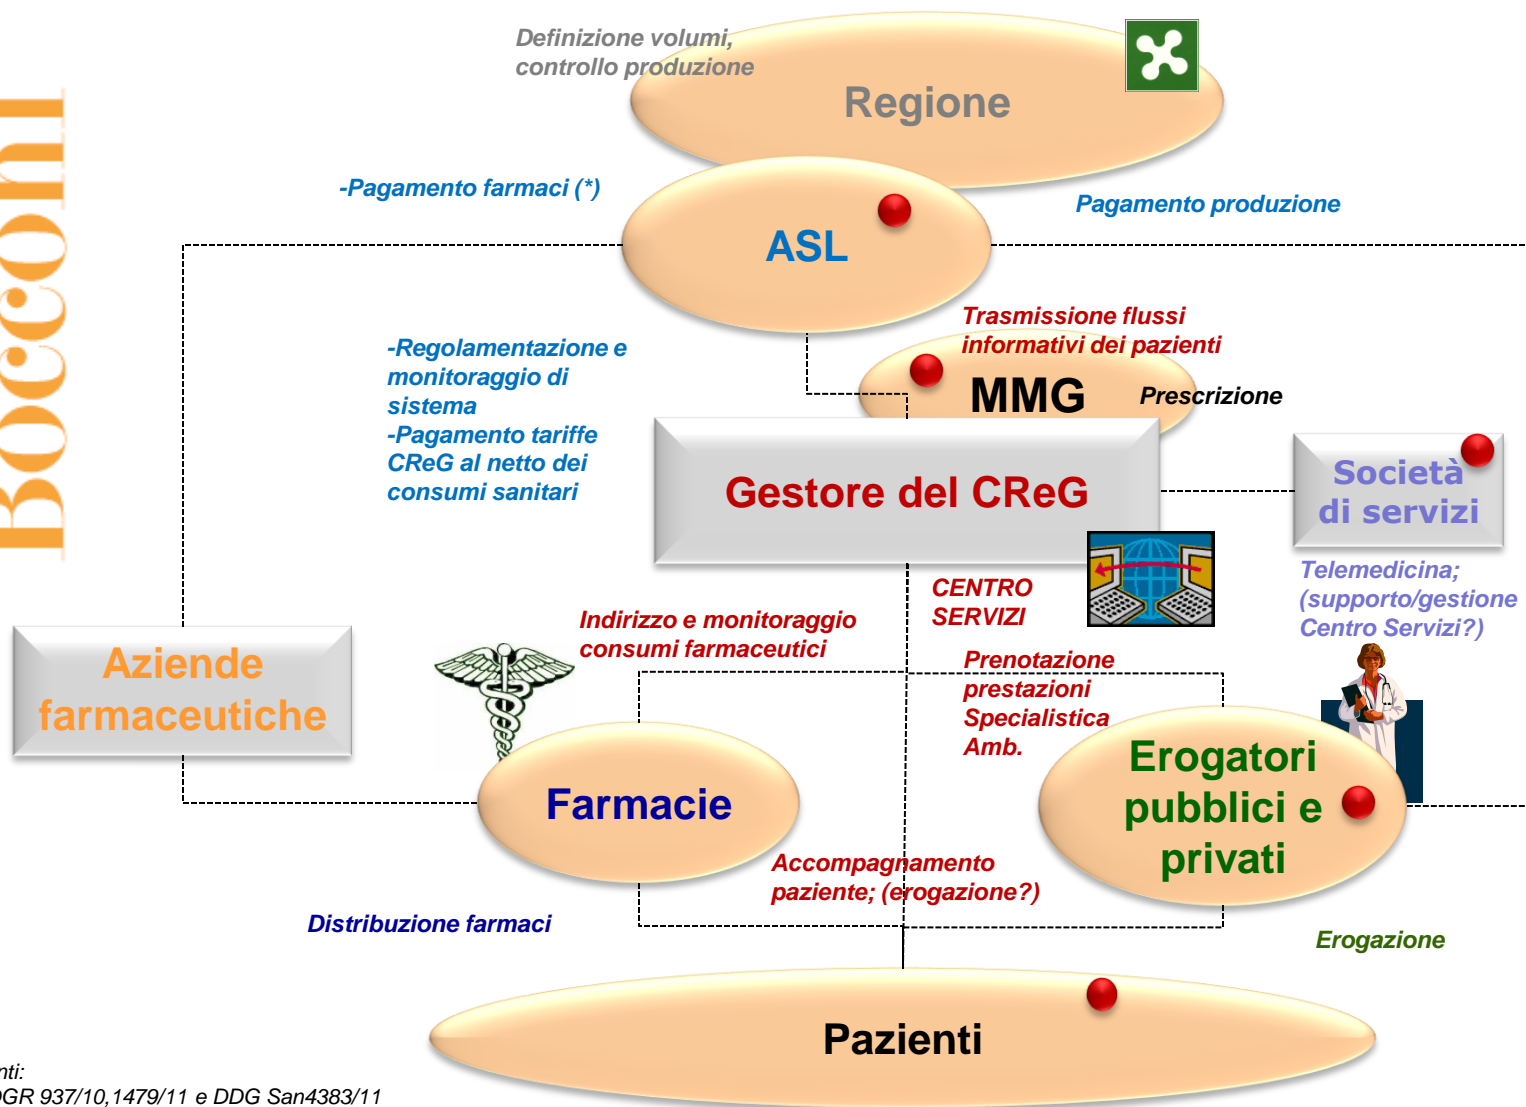 Bocconi
Definizione volumi,
controllo produzione
Regione
-Pagamento farmaci (*)
Pagamento produzione
ASL
Trasmissione flussi
informativi dei pazienti
-Regolamentazione e
monitoraggio di
sistema
-Pagamento tariffe
CReG al netto dei
consumi sanitari
MMG
Prescrizione
Gestore del CReG
Società
di servizi
Telemedicina;
(supporto/gestione
Centro Servizi?)
CENTRO
SERVIZI
Indirizzo e monitoraggio
consumi farmaceutici
Prenotazione
prestazioni
Specialistica
Amb.
Aziende
farmaceutiche
Farmacie
Erogatori
pubblici e
privati
Accompagnamento
paziente; (erogazione?)
Distribuzione farmaci
Erogazione
Pazienti
nti:
GR 937/10,1479/11 e DDG San4383/11